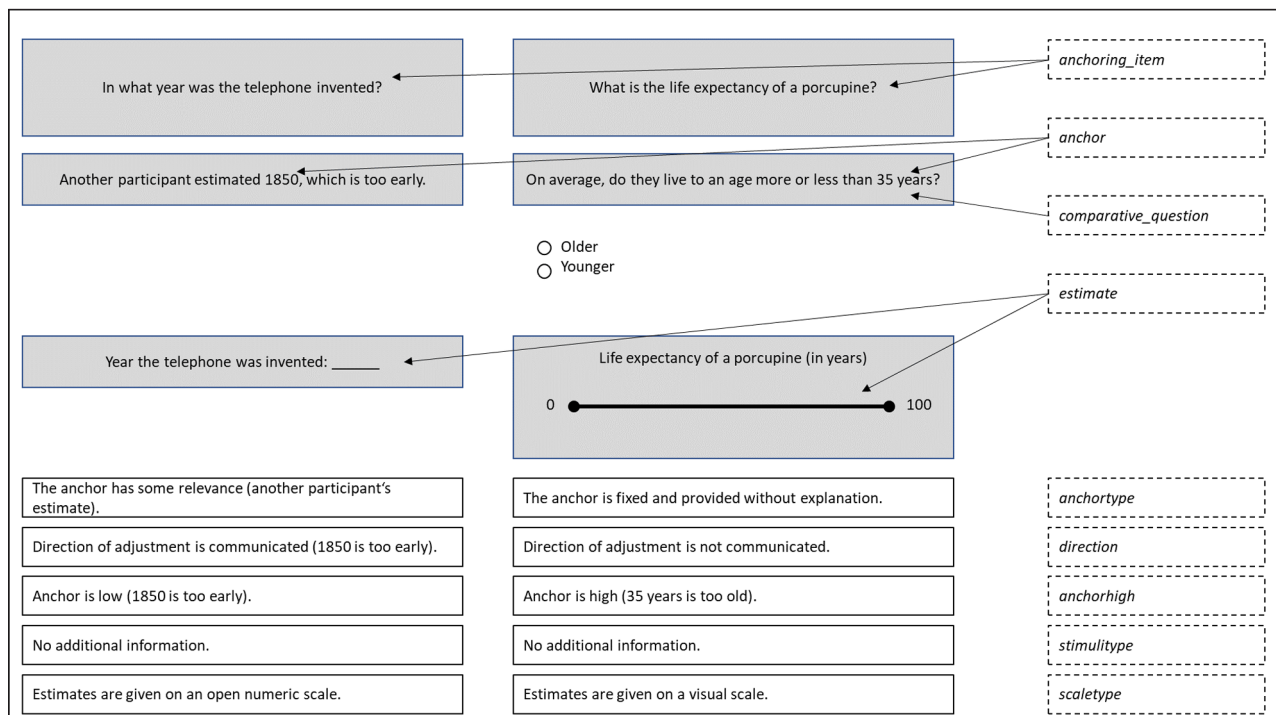 In what year was the telephone invented?
What is the life expectancy of a porcupine?
anchoring_item
anchor
Another participant estimated 1850, which is too early.
On average, do they live to an age more or less than 35 years?
comparative_question
Older
Younger
estimate
Year the telephone was invented: ______
Life expectancy of a porcupine (in years)
0
100
The anchor has some relevance (another participant‘s
estimate).
The anchor is fixed and provided without explanation.
anchortype
Direction of adjustment is communicated (1850 is too early).
Direction of adjustment is not communicated.
direction
Anchor is low (1850 is too early).
Anchor is high (35 years is too old).
anchorhigh
No additional information.
No additional information.
stimulitype
Estimates are given on an open numeric scale.
Estimates are given on a visual scale.
scaletype